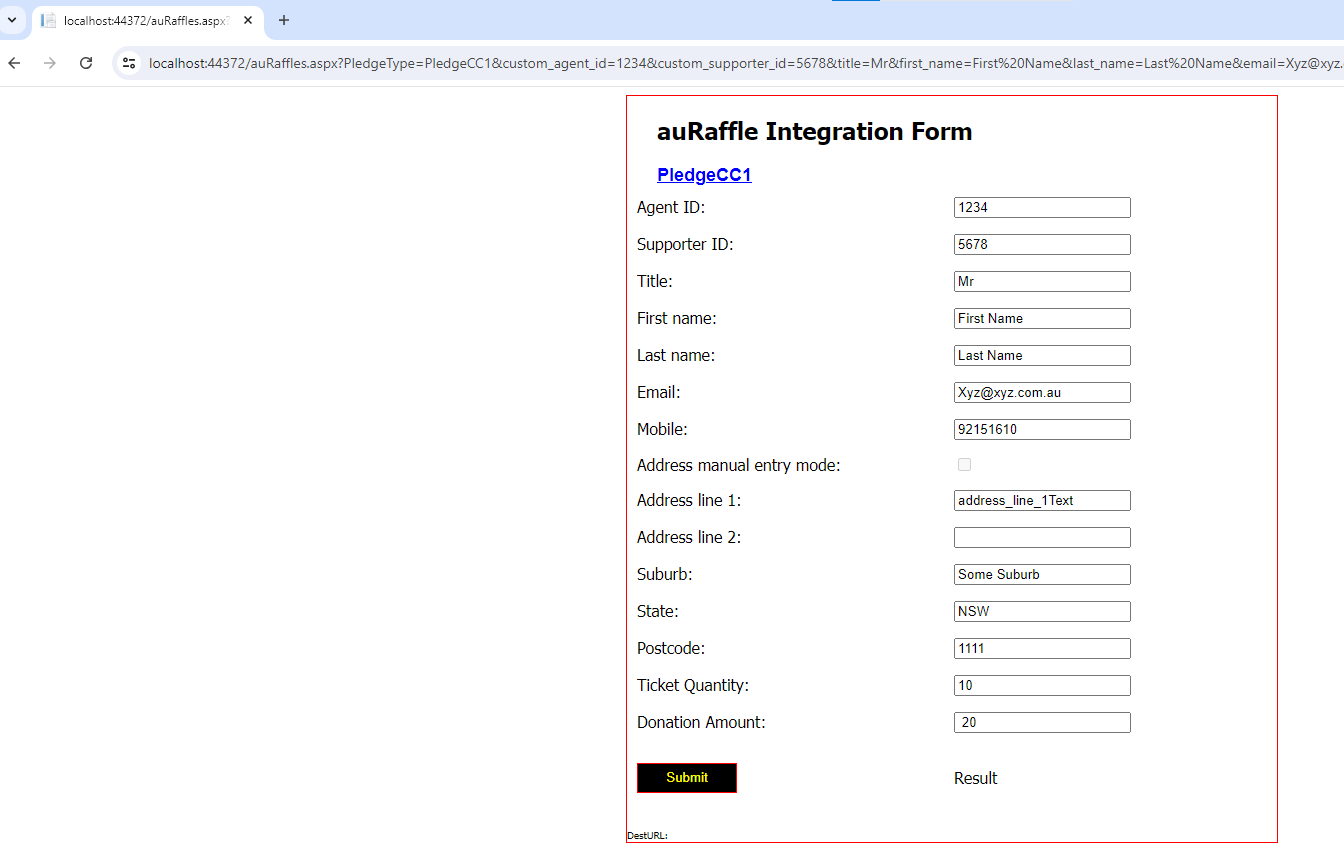 localhost:44372/auRaffles.aspx?
localhost:44372/auRaffles.aspx?PledgeType=PledgeCC1&custom_agent_id=1234&custom_supporter_id=5678&title=Mr&first_name=First%20Name&last_name=Last%20Name&email=Xyz@xyz.
auRaffle Integration Form
PledgeCC1
Agent ID: 1234
Supporter ID: 5678
Title: Mr
First name: First Name
Last name: Last Name
Email: Xyz@xyz.com.au
Mobile: 92151610
Address manual entry mode:
Address line 1: address_line_1Text
Address line 2:
Suburb: Some Suburb
State: NSW
Postcode: 1111
Ticket Quantity: 10
Donation Amount: 20
Submit Result
DestURL: